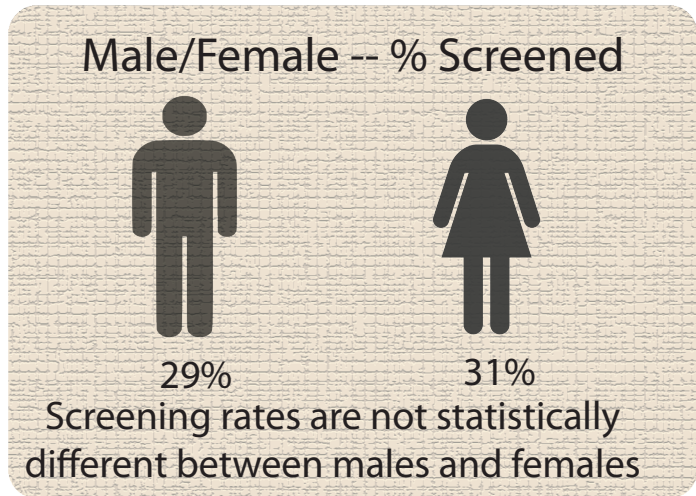 Male/Female -- % Screened
29%
31%
Screening rates are not statistically
different between males and females